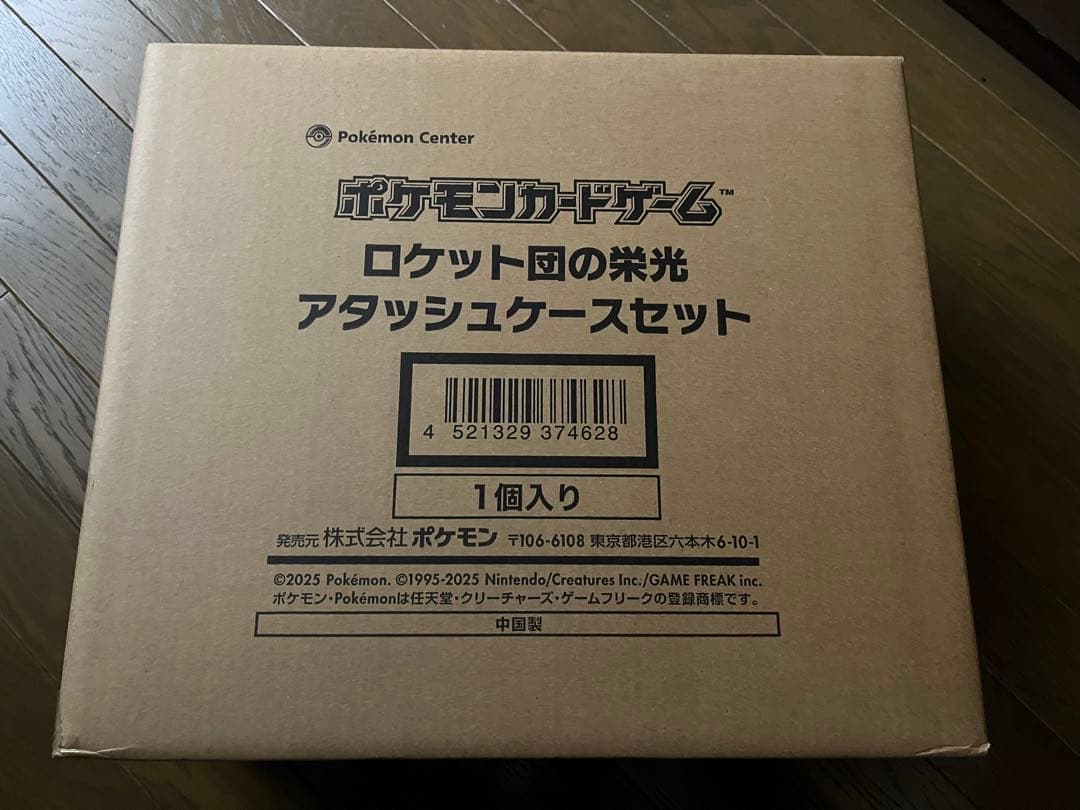 Pokémon Center
ポケモンカードゲーム™
ロケット団の栄光
アタッシュケースセット
4 521329 374628
1個入り
発売元 株式会社 ポケモン 〒106-6108 東京都港区六本木6-10-1
©2025 Pokémon. ©1995-2025 Nintendo/Creatures Inc./GAME FREAK inc.
ポケモン・Pokémonは任天堂・クリーチャーズ・ゲームフリークの登録商標です。
中国製